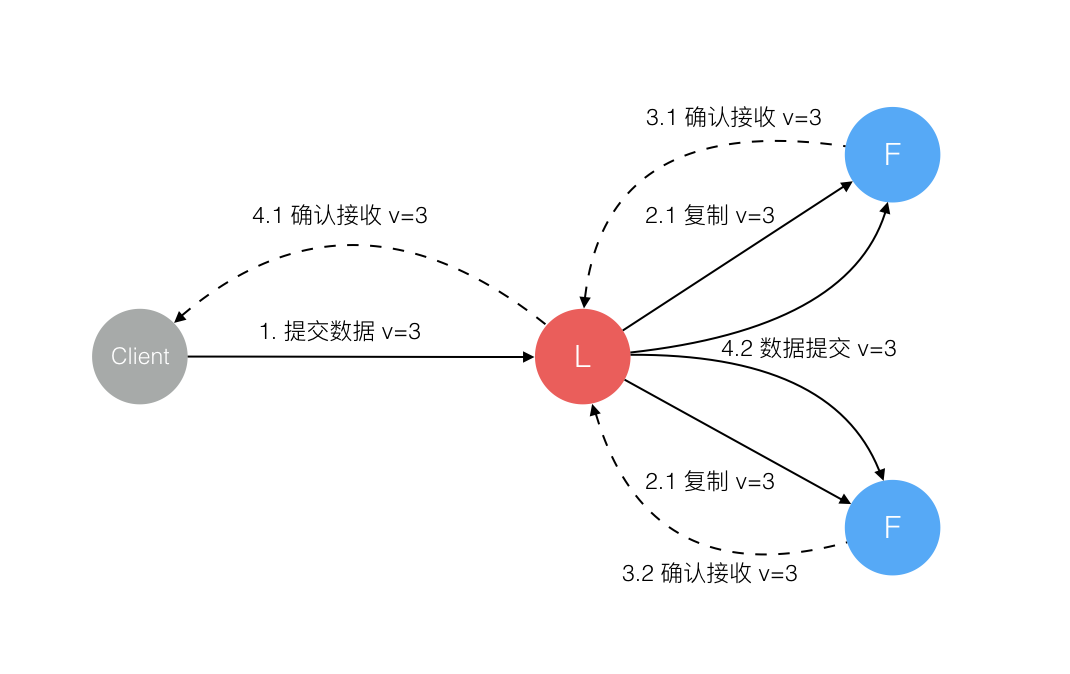 3.1 确认接收 v=3
F
2.1 复制 v=3
4.1 确认接收 v=3
1. 提交数据 v=3
Client
L
4.2 数据提交 v=3
2.1 复制 v=3
F
3.2 确认接收 v=3